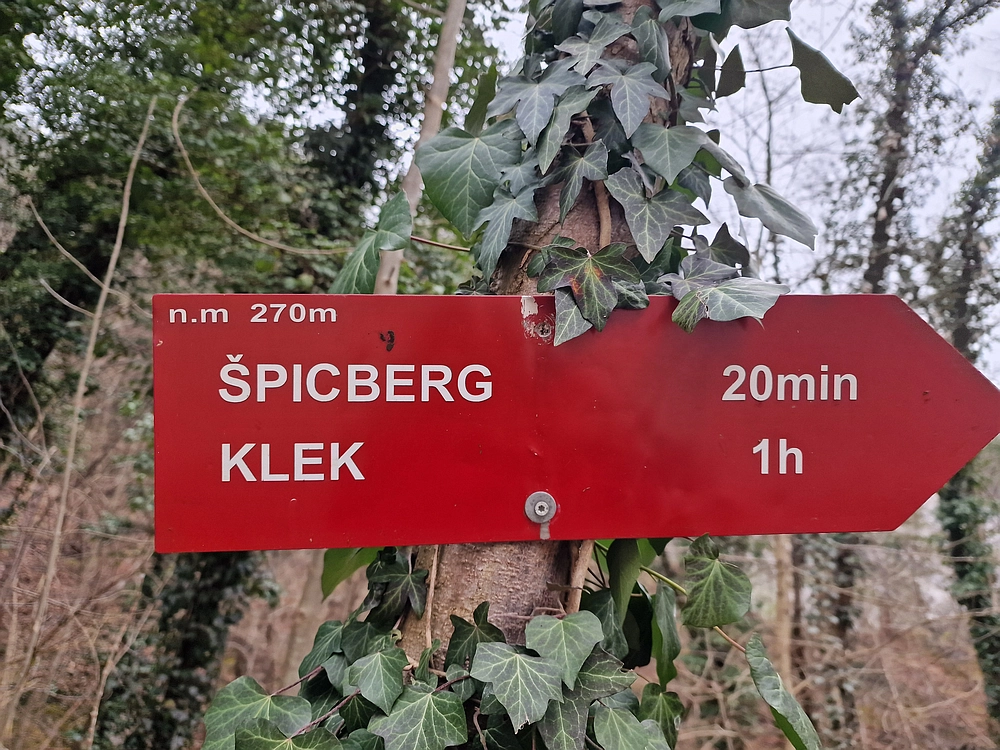 n.m 270m
ŠPICBERG 20min
KLEK 1h